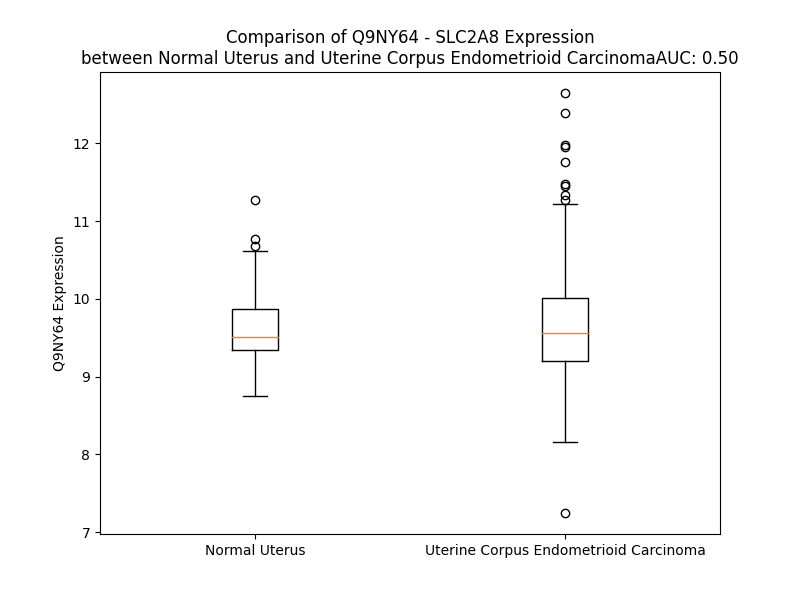 Comparison of Q9NY64 - SLC2A8 Expression
between Normal Uterus and Uterine Corpus Endometrioid CarcinomaAUC: 0.50
Q9NY64 Expression
12
11
10
9
8
7
Normal Uterus
Uterine Corpus Endometrioid Carcinoma